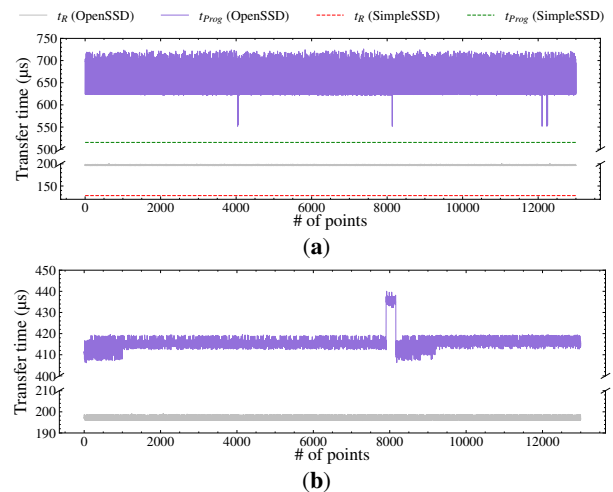 t_R (OpenSSD) t_Prog (OpenSSD) t_R (SimpleSSD) t_Prog (SimpleSSD)
750
700
650
600
550
500
200
150
Transfer time (μs)
0 2000 4000 6000 8000 10000 12000
# of points
(a)
450
440
430
420
410
400
210
200
190
Transfer time (μs)
0 2000 4000 6000 8000 10000 12000
# of points
(b)